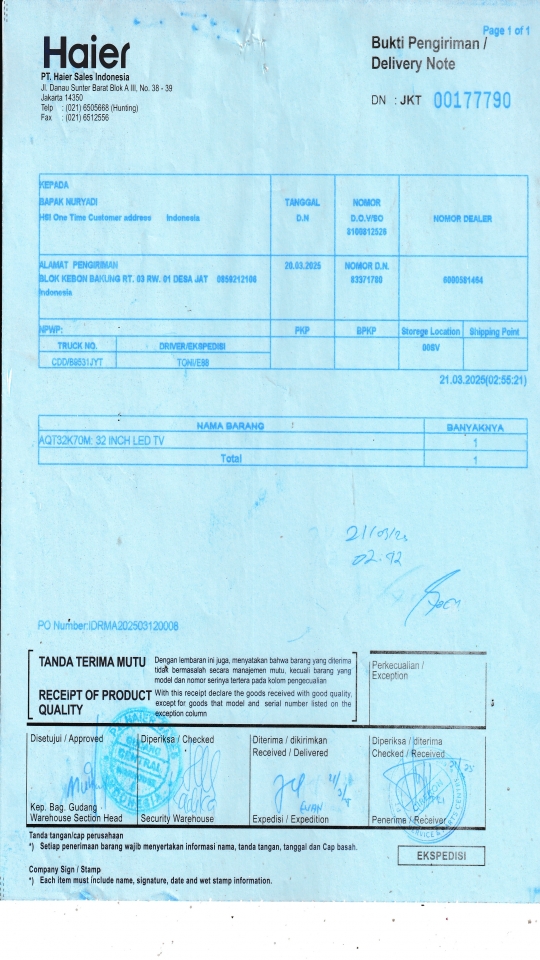 Page 1 of 1
Haier
Bukti Pengiriman /
Delivery Note
PT. Haier Sales Indonesia
Jl. Danau Sunter Barat Blok A III, No. 38 - 39
Jakarta 14350
Telp : (021) 6505668 (Hunting)
Fax : (021) 6512556
DN : JKT 00177790
KEPADA
BAPAK NURYADI
HSI One Time Customer address Indonesia
TANGGAL
D.N
NOMOR
D.O.V/SO
8160812526
NOMOR DEALER
ALAMAT PENGIRIMAN
BLOK KEBON BAKUNG RT. 03 RW. 01 DESA JAT 0856212106
Indonesia
20.03.2025
NOMOR D.N.
83371780
6000581464
NPWP:
PKP
BPKP
Storege Location
Shipping Point
TRUCK NO.
DRIVER/EKSPEDISI
CDD/B9531JYT
TONI/E88
21.03.2025(02:55:21)
NAMA BARANG
BANYAKNYA
AQT32K70M: 32 INCH LED TV
1
Total
1
PO Number:IDRMA202503120008
TANDA TERIMA MUTU
Dengan lembaran ini juga, menyatakan bahwa barang yang diterima
tidak bermasalah secara manajemen mutu, kecuali barang yang
model dan nomor serinya tertera pada kolom pengecualian
RECEIPT OF PRODUCT
QUALITY
With this receipt declare the goods received with good quality,
except for goods that model and serial number listed on the
exception column
Perkecualian /
Exception
Disetujui / Approved
Diperiksa / Checked
Diterima / dikirimkan
Received / Delivered
Diperiksa / diterima
Checked / Received
Kep. Bag. Gudang
Warehouse Section Head
Security Warehouse
Expedisi / Expedition
Penerime / Receiver
Tanda tangan/cap perusahaan
*) Setiap penerimaan barang wajib menyertakan informasi nama, tanda tangan, tanggal dan Cap basah.
EKSPEDISI
Company Sign / Stamp
*) Each item must include name, signature, date and wet stamp information.